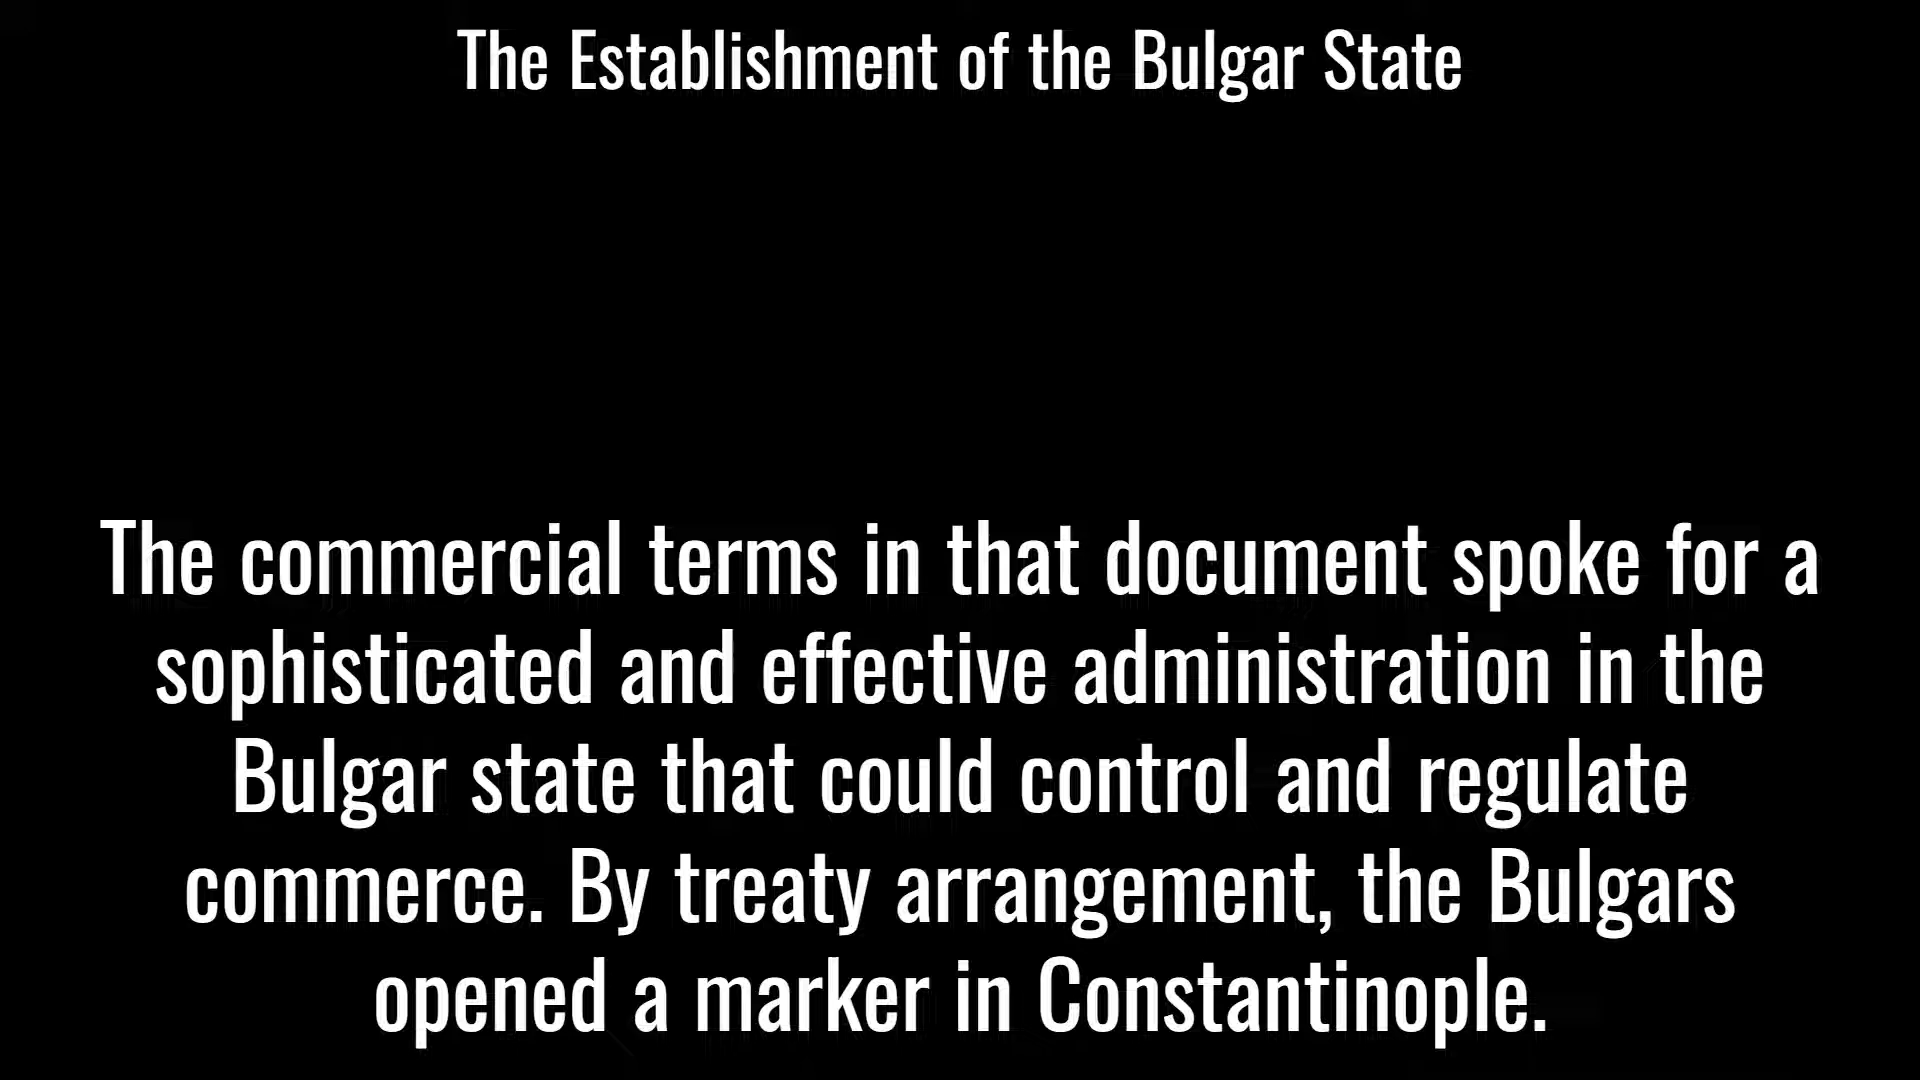 The Establishment of the Bulgar State
The commercial terms in that document spoke for a
sophisticated and effective administration in the
Bulgar state that could control and regulate
commerce. By treaty arrangement, the Bulgars
opened a marker in Constantinople.